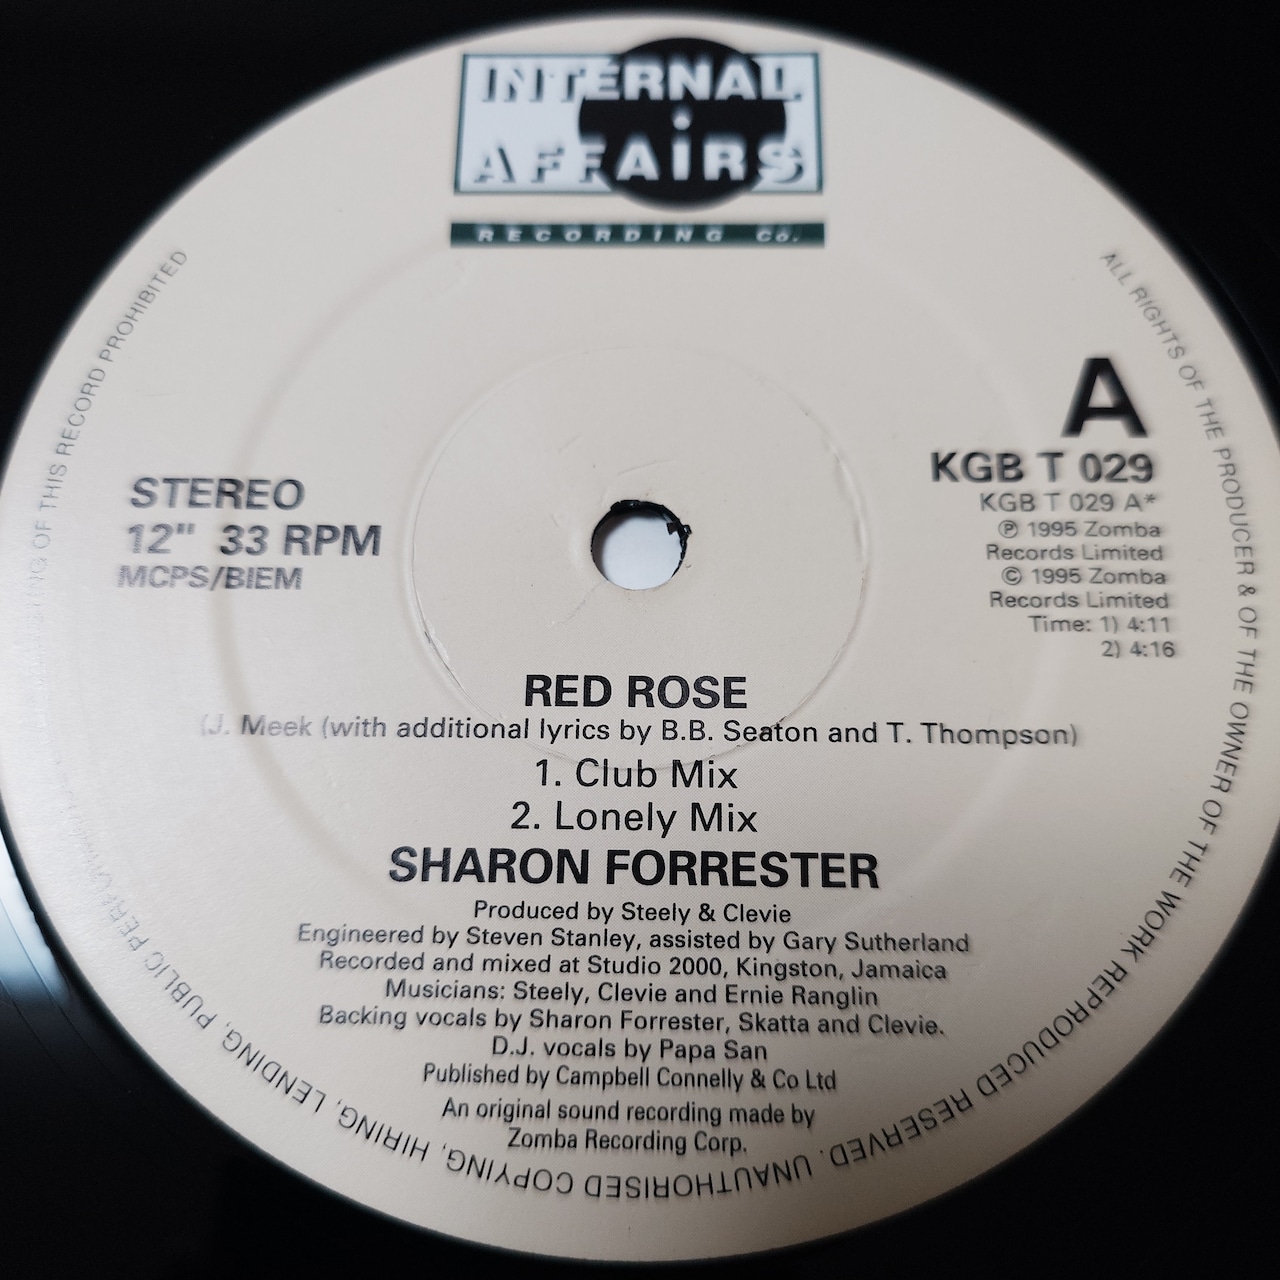 INTERNAL
AFFAIRS
RECORDING Co.
A
KGB T 029
KGB T 029 A*
℗ 1995 Zomba
Records Limited
© 1995 Zomba
Records Limited
Time: 1) 4:11
2) 4:16
STEREO
12" 33 RPM
MCPS/BIEM
RED ROSE
(J. Meek (with additional lyrics by B.B. Seaton and T. Thompson)
1. Club Mix
2. Lonely Mix
SHARON FORRESTER
Produced by Steely & Clevie
Engineered by Steven Stanley, assisted by Gary Sutherland
Recorded and mixed at Studio 2000, Kingston, Jamaica
Musicians: Steely, Clevie and Ernie Ranglin
Backing vocals by Sharon Forrester, Skatta and Clevie.
D.J. vocals by Papa San
Published by Campbell Connelly & Co Ltd
An original sound recording made by
Zomba Recording Corp.
ALL RIGHTS OF THE PRODUCER & OF THE OWNER OF THE WORK REPRODUCED RESERVED. UNAUTHORISED COPYING, HIRING, LENDING, PUBLIC OF THIS RECORD PROHIBITED